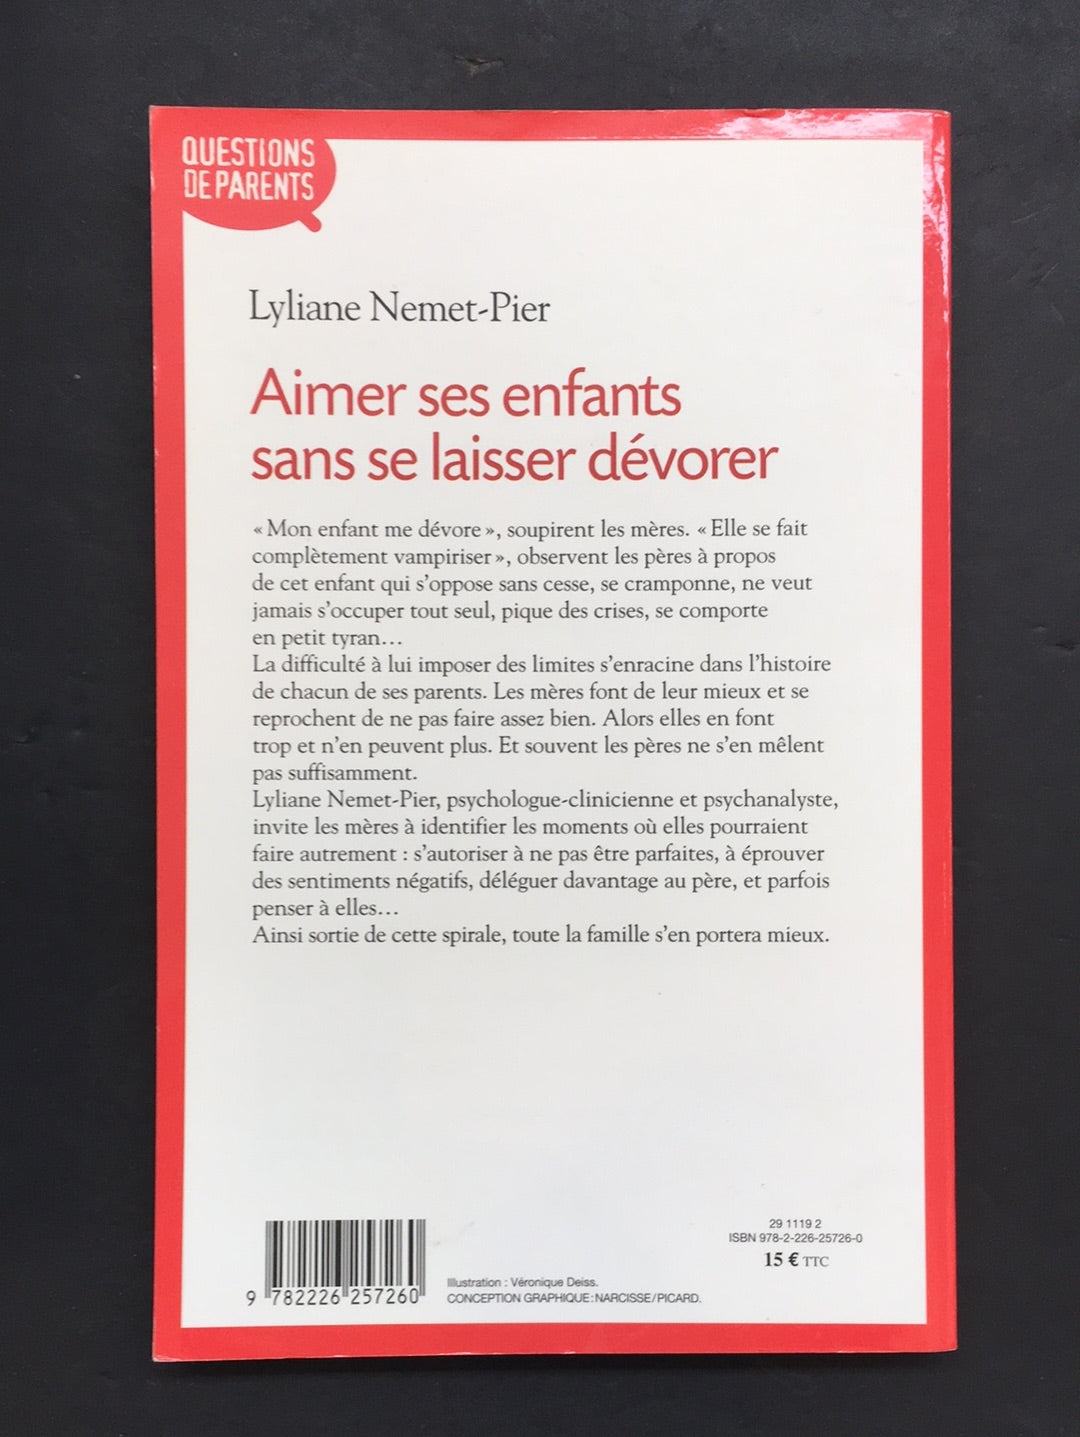 QUESTIONS
DE PARENTS
Lyliane Nemet-Pier
Aimer ses enfants
sans se laisser dévorer
« Mon enfant me dévore », soupirent les mères. « Elle se fait
complètement vampiriser », observent les pères à propos
de cet enfant qui s’oppose sans cesse, se cramponne, ne veut
jamais s’occuper tout seul, pique des crises, se comporte
en petit tyran…
La difficulté à lui imposer des limites s’enracine dans l’histoire
de chacun de ses parents. Les mères font de leur mieux et se
reprochent de ne pas faire assez bien. Alors elles en font
trop et n’en peuvent plus. Et souvent les pères ne s’en mêlent
pas suffisamment.
Lyliane Nemet-Pier, psychologue-clinicienne et psychanalyste,
invite les mères à identifier les moments où elles pourraient
faire autrement : s’autoriser à ne pas être parfaites, à éprouver
des sentiments négatifs, déléguer davantage au père, et parfois
penser à elles…
Ainsi sortie de cette spirale, toute la famille s’en portera mieux.
29 1119 2
ISBN 978-2-226-25726-0
15 € TTC
9 782226 257260
Illustration : Véronique Deiss.
CONCEPTION GRAPHIQUE : NARCISSE / PICARD.